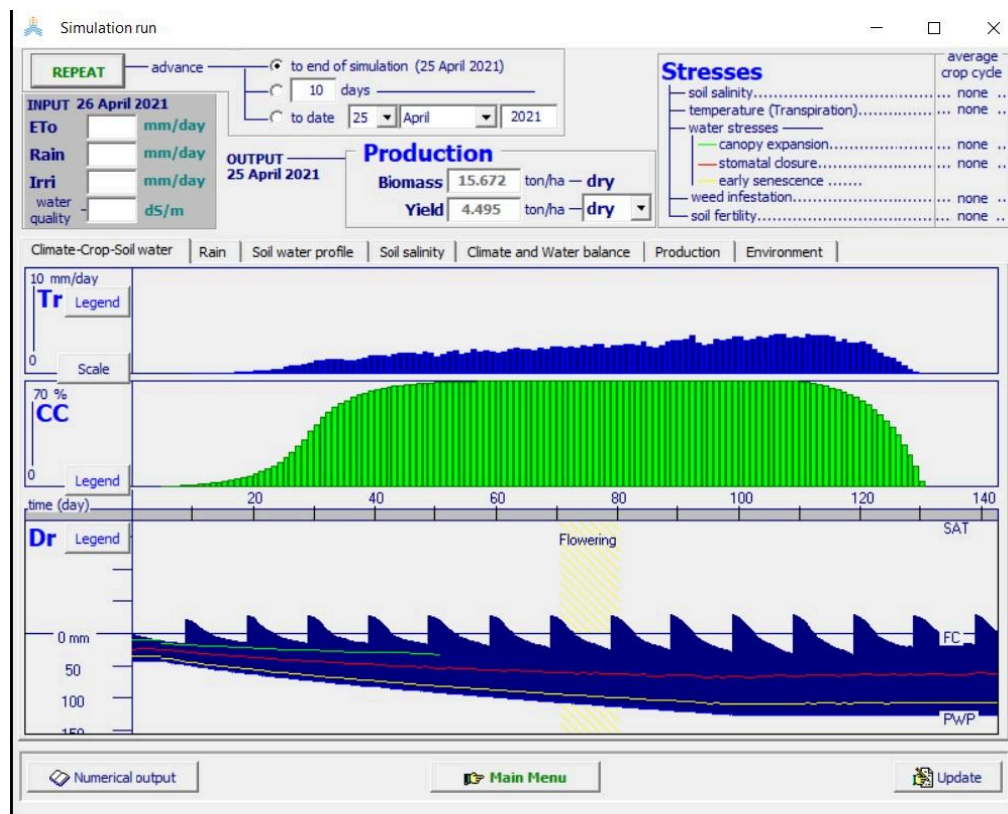 Simulation run
REPEAT
advance
to end of simulation (25 April 2021)
10 days
to date 25 April 2021
INPUT 26 April 2021
ETo mm/day
Rain mm/day
Irri mm/day
water quality dS/m
OUTPUT
25 April 2021
Production
Biomass 15.672 ton/ha dry
Yield 4.495 ton/ha dry
average
Stresses crop cycle
soil salinity................................. ... none ..
temperature (Transpiration)............... ... none ..
water stresses
canopy expansion..................... ... none ..
stomatal closure....................... ... none ..
early senescence .......
weed infestation............................ ... none ..
soil fertility................................... ... none ..
Climate-Crop-Soil water Rain Soil water profile Soil salinity Climate and Water balance Production Environment
10 mm/day
Tr Legend
0
Scale
70 %
CC
0
Legend
time (day) 20 40 60 80 100 120 140
Dr Legend
Flowering
SAT
0 mm
FC
50
100
PWP
150
Numerical output
Main Menu
Update